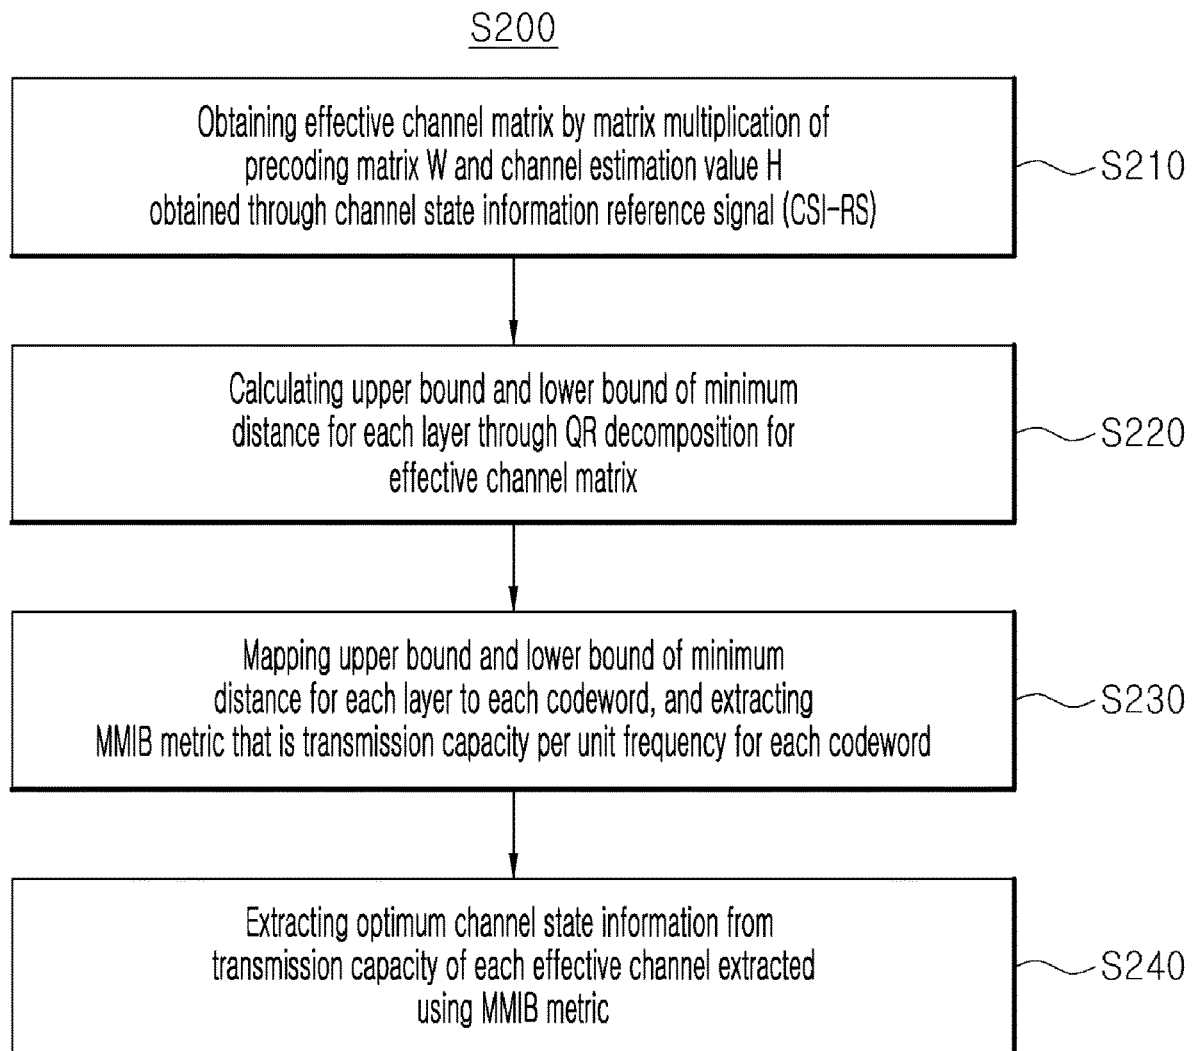 S200
Obtaining effective channel matrix by matrix multiplication of
precoding matrix W and channel estimation value H
obtained through channel state information reference signal (CSI-RS)
S210
Calculating upper bound and lower bound of minimum
distance for each layer through QR decomposition for
effective channel matrix
S220
Mapping upper bound and lower bound of minimum
distance for each layer to each codeword, and extracting
MMIB metric that is transmission capacity per unit frequency for each codeword
S230
Extracting optimum channel state information from
transmission capacity of each effective channel extracted
using MMIB metric
S240